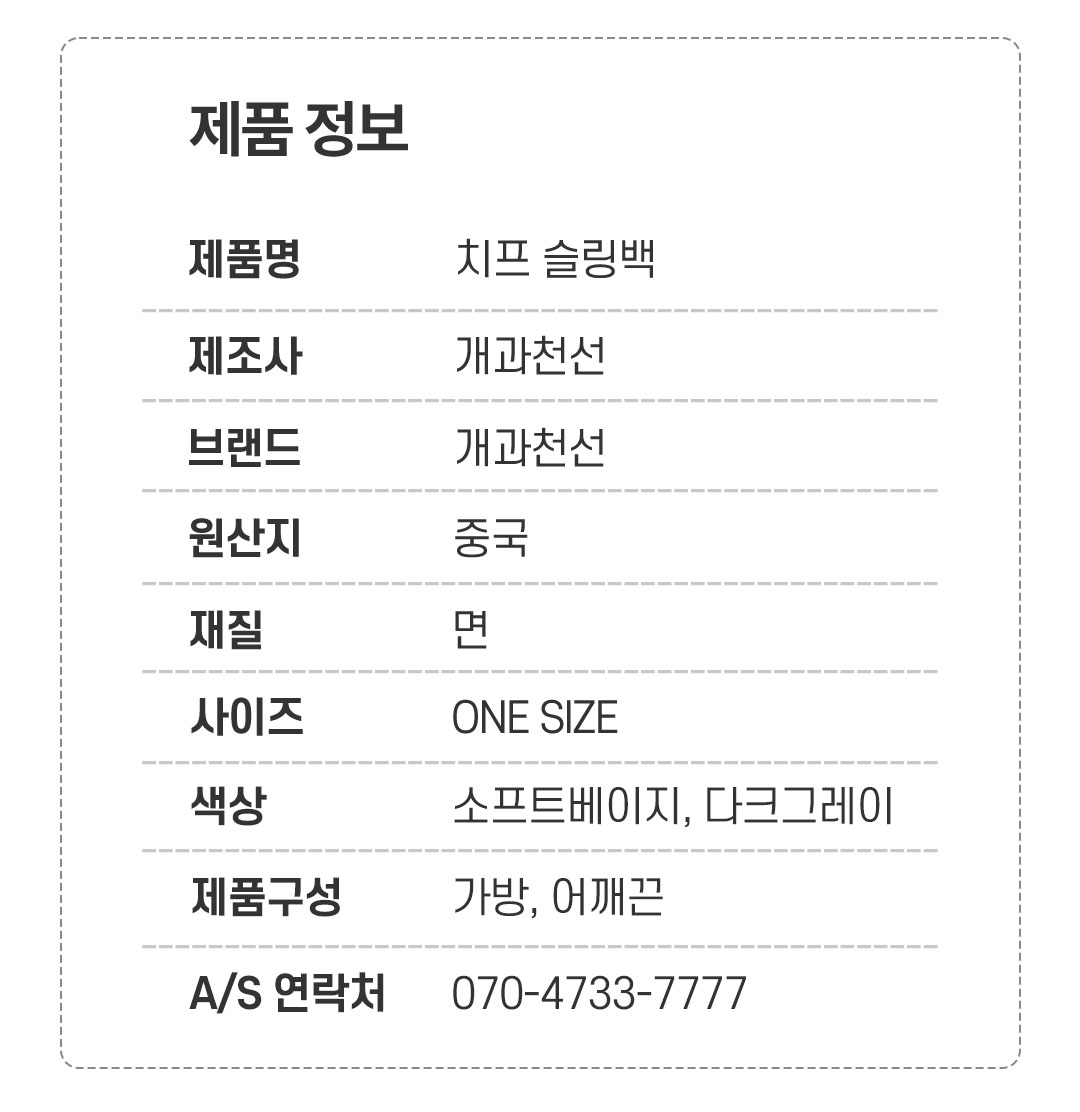 제품 정보
제품명 치프 슬링백
제조사 개과천선
브랜드 개과천선
원산지 중국
재질 면
사이즈 ONE SIZE
색상 소프트베이지, 다크그레이
제품구성 가방, 어깨끈
A/S 연락처 070-4733-7777